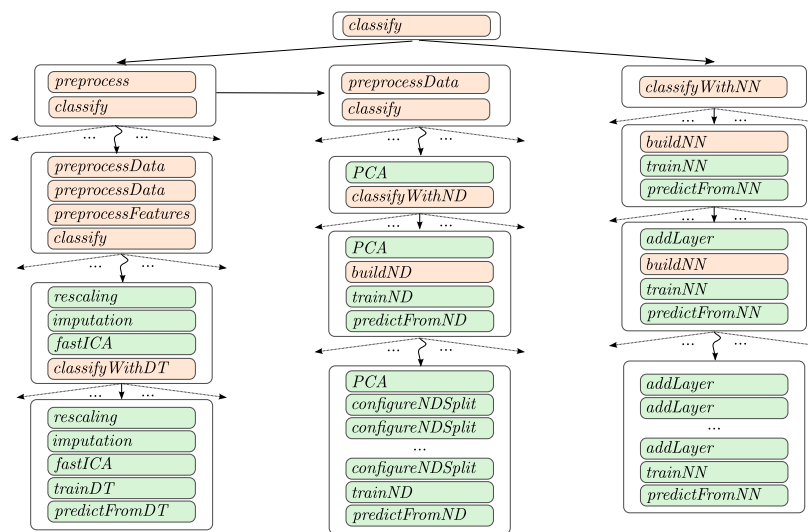 classify
preprocess
classify
... ...
preprocessData
preprocessData
preprocessFeatures
classify
... ...
rescaling
imputation
fastICA
classifyWithDT
... ...
rescaling
imputation
fastICA
trainDT
predictFromDT
preprocessData
classify
... ...
PCA
classifyWithND
... ...
PCA
buildND
trainND
predictFromND
... ...
PCA
configureNDSplit
configureNDSplit
...
configureNDSplit
trainND
predictFromND
classifyWithNN
... ...
buildNN
trainNN
predictFromNN
... ...
addLayer
buildNN
trainNN
predictFromNN
... ...
addLayer
addLayer
...
addLayer
trainNN
predictFromNN